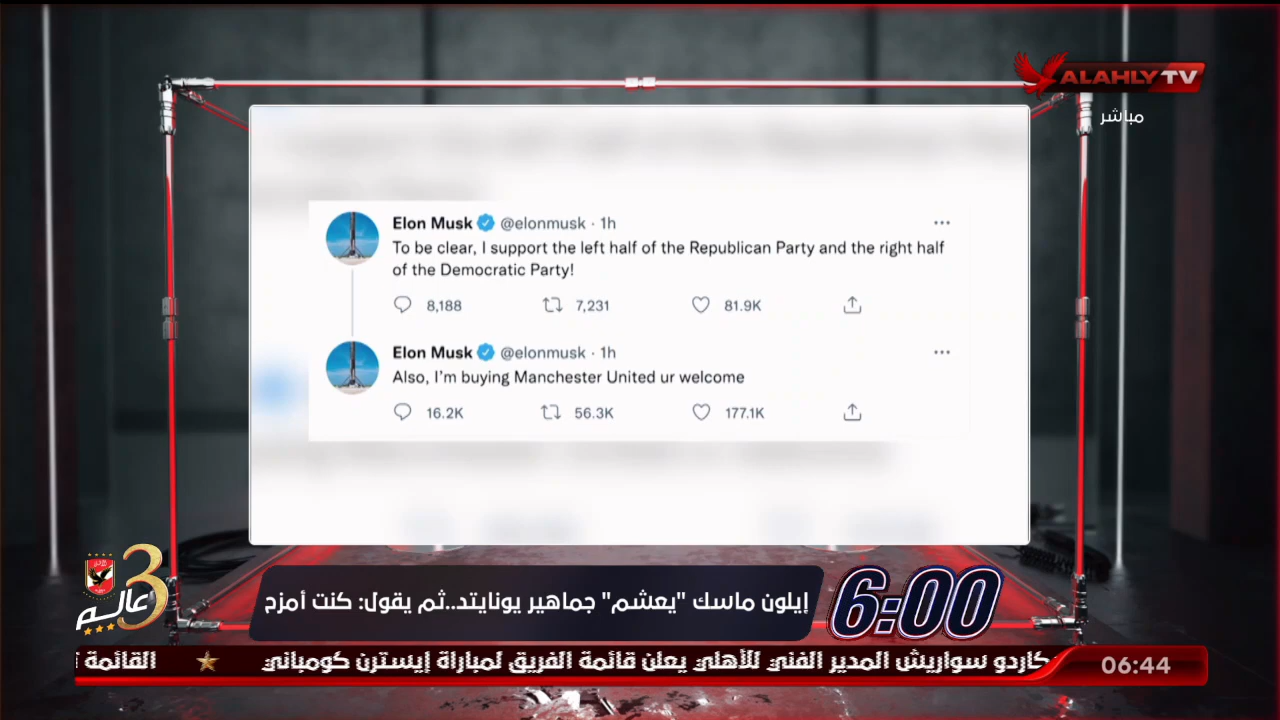 ALAHLY TV
مباشر
Elon Musk @elonmusk · 1h
To be clear, I support the left half of the Republican Party and the right half
of the Democratic Party!
8,188 7,231 81.9K
Elon Musk @elonmusk · 1h
Also, I'm buying Manchester United ur welcome
16.2K 56.3K 177.1K
3 عالم
6:00
إيلون ماسك "يعشم" جماهير يونايتد..ثم يقول: كنت أمزح
06:44
كاردو سواريش المدير الفني للأهلي يعلن قائمة الفريق لمباراة إيسترن كومباني
القائمة